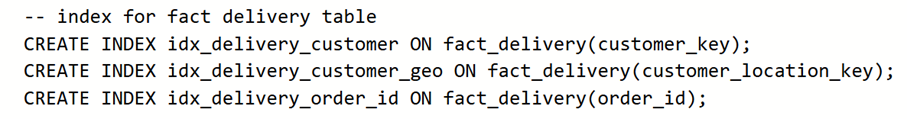 -- index for fact delivery table
CREATE INDEX idx_delivery_customer ON fact_delivery(customer_key);
CREATE INDEX idx_delivery_customer_geo ON fact_delivery(customer_location_key);
CREATE INDEX idx_delivery_order_id ON fact_delivery(order_id);